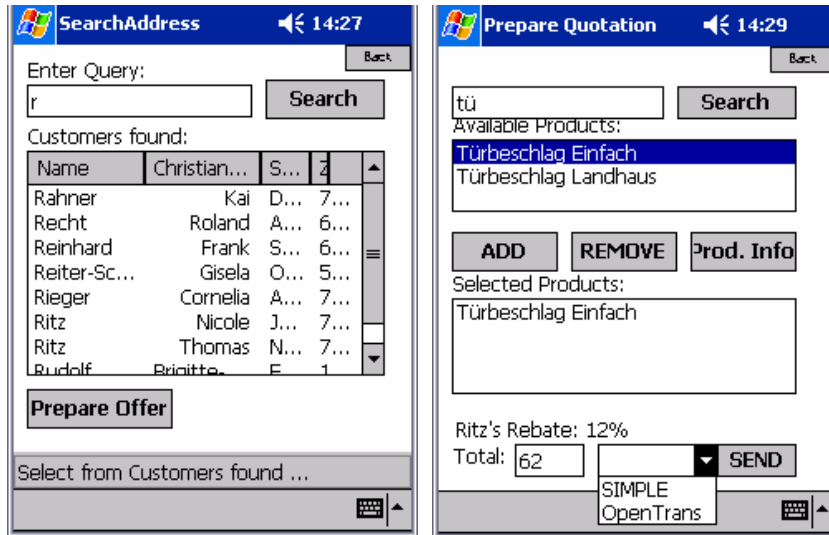 SearchAddress 14:27
Back
Enter Query:
r Search
Customers found:
Name Christian... S... Z
Rahner Kai D... 7...
Recht Roland A... 6...
Reinhard Frank S... 6...
Reiter-Sc... Gisela O... 5...
Rieger Cornelia A... 7...
Ritz Nicole J... 7...
Ritz Thomas N... 7...
Rudolf Brigitte- E 1
Prepare Offer
Select from Customers found ...
Prepare Quotation 14:29
Back
tü Search
Available Products:
Türbeschlag Einfach
Türbeschlag Landhaus
ADD REMOVE Prod. Info
Selected Products:
Türbeschlag Einfach
Ritz's Rebate: 12%
Total: 62 SEND
SIMPLE
OpenTrans